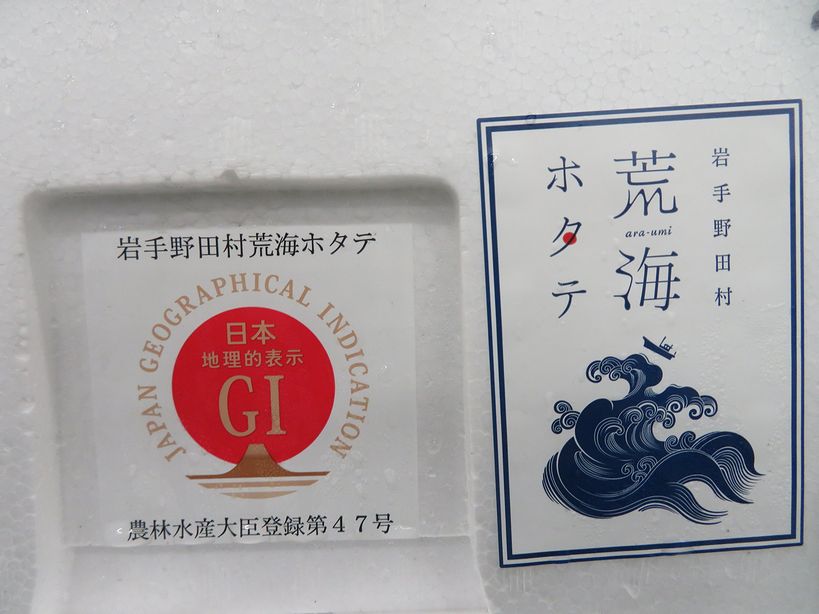 岩手野田村荒海ホタテ
JAPAN GEOGRAPHICAL INDICATION
日本
地理的表示
GI
農林水産大臣登録第47号
岩手野田村
荒海
ara-umi
ホタテ